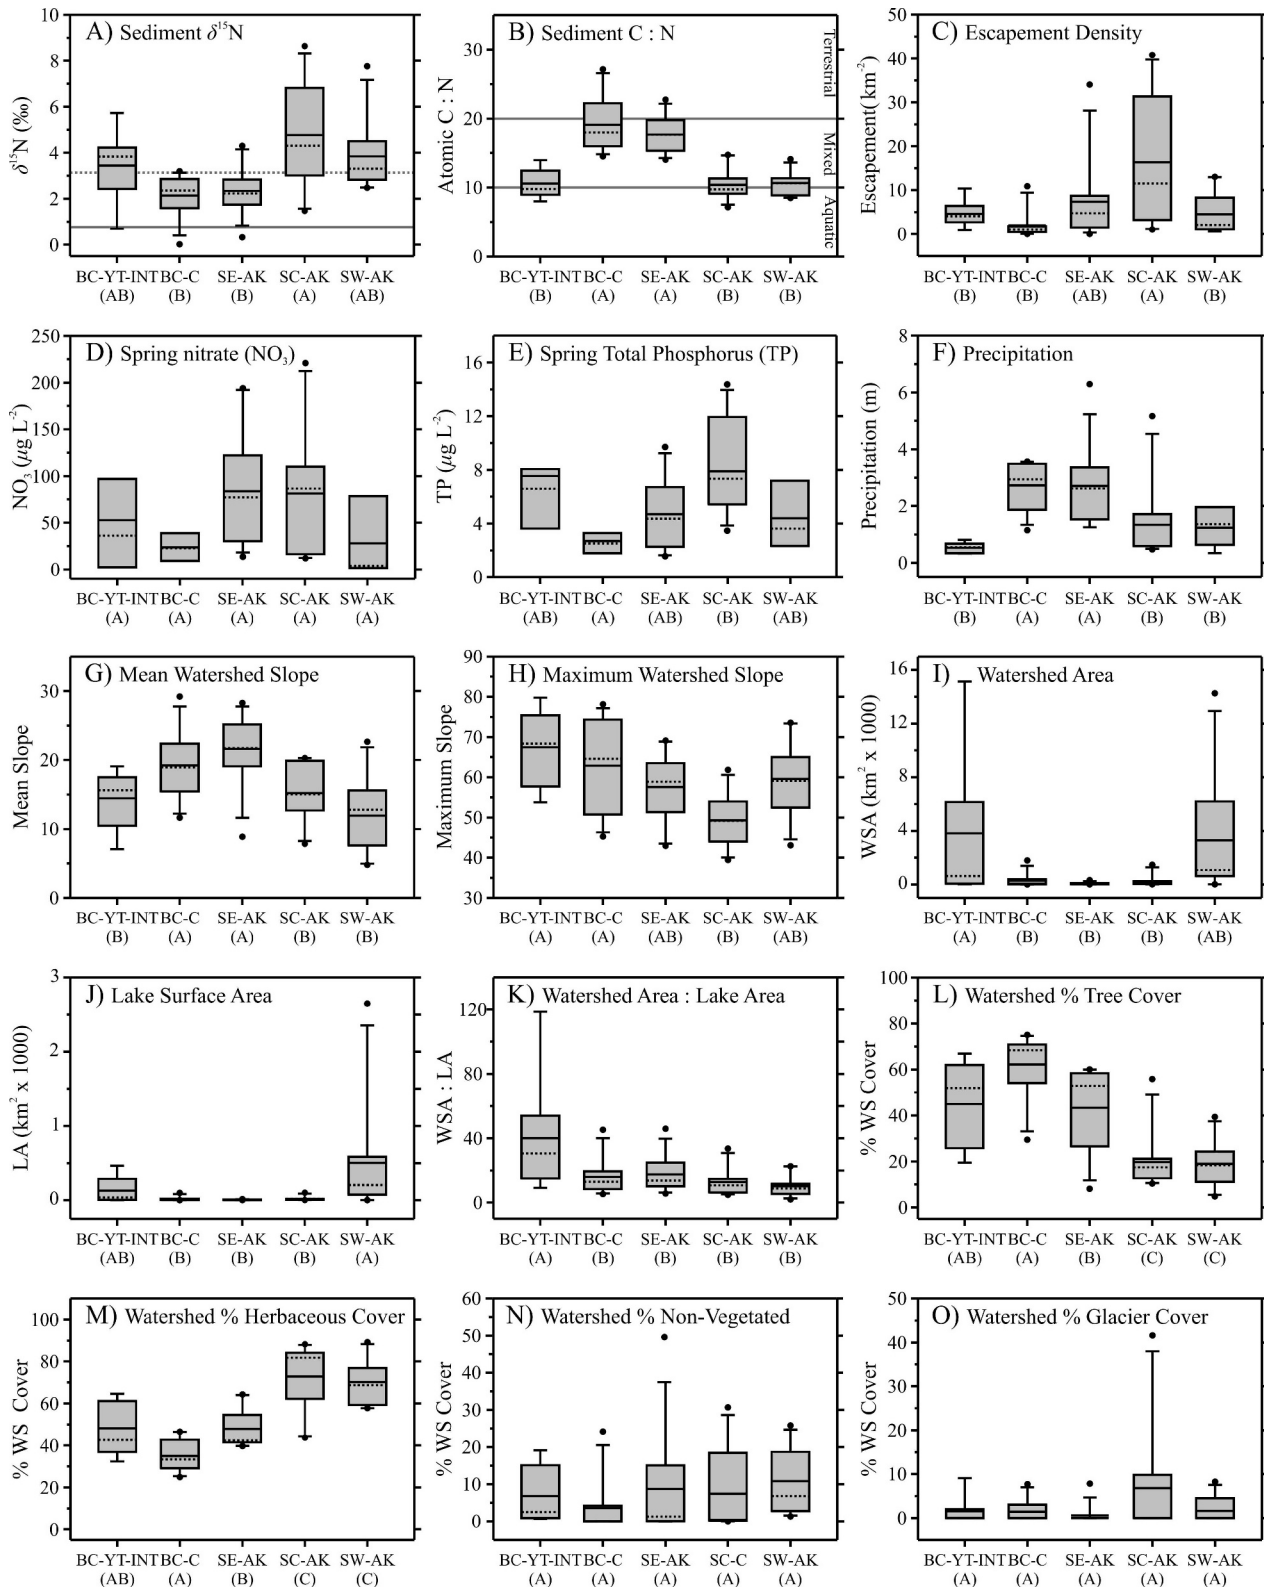 A) Sediment δ¹⁵N
δ¹⁵N (‰)
10
8
6
4
2
0
BC-YT-INT BC-C SE-AK SC-AK SW-AK
(AB) (B) (B) (A) (AB)
B) Sediment C : N
Atomic C : N
30
20
10
0
Terrestrial
Mixed
Aquatic
BC-YT-INT BC-C SE-AK SC-AK SW-AK
(B) (A) (A) (B) (B)
C) Escapement Density
Escapement(km⁻²)
50
40
30
20
10
0
BC-YT-INT BC-C SE-AK SC-AK SW-AK
(B) (B) (AB) (A) (B)
D) Spring nitrate (NO₃)
NO₃ (µg L⁻²)
250
200
150
100
50
0
BC-YT-INT BC-C SE-AK SC-AK SW-AK
(A) (A) (A) (A) (A)
E) Spring Total Phosphorus (TP)
TP (µg L⁻²)
16
12
8
4
0
BC-YT-INT BC-C SE-AK SC-AK SW-AK
(AB) (A) (AB) (B) (AB)
F) Precipitation
Precipitation (m)
8
6
4
2
0
BC-YT-INT BC-C SE-AK SC-AK SW-AK
(B) (A) (A) (B) (B)
G) Mean Watershed Slope
Mean Slope
30
20
10
0
BC-YT-INT BC-C SE-AK SC-AK SW-AK
(B) (A) (A) (B) (B)
H) Maximum Watershed Slope
Maximum Slope
90
80
70
60
50
40
30
BC-YT-INT BC-C SE-AK SC-AK SW-AK
(A) (A) (AB) (B) (AB)
I) Watershed Area
WSA (km² x 1000)
16
12
8
4
0
BC-YT-INT BC-C SE-AK SC-AK SW-AK
(A) (B) (B) (B) (AB)
J) Lake Surface Area
LA (km² x 1000)
3
2
1
0
BC-YT-INT BC-C SE-AK SC-AK SW-AK
(AB) (B) (B) (B) (A)
K) Watershed Area : Lake Area
WSA : LA
120
80
40
0
BC-YT-INT BC-C SE-AK SC-AK SW-AK
(A) (B) (B) (B) (B)
L) Watershed % Tree Cover
% WS Cover
100
80
60
40
20
0
BC-YT-INT BC-C SE-AK SC-AK SW-AK
(AB) (A) (B) (C) (C)
M) Watershed % Herbaceous Cover
% WS Cover
100
80
60
40
20
0
BC-YT-INT BC-C SE-AK SC-AK SW-AK
(AB) (A) (B) (C) (C)
N) Watershed % Non-Vegetated
% WS Cover
60
50
40
30
20
10
0
BC-YT-INT BC-C SE-AK SC-C SW-AK
(A) (A) (A) (A) (A)
O) Watershed % Glacier Cover
% WS Cover
50
40
30
20
10
0
BC-YT-INT BC-C SE-AK SC-AK SW-AK
(A) (A) (A) (A) (A)